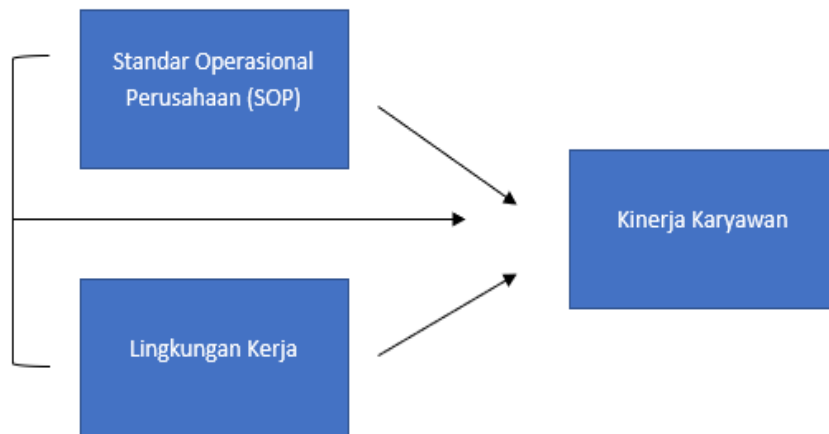 Standar Operasional
Perusahaan (SOP)
Kinerja Karyawan
Lingkungan Kerja